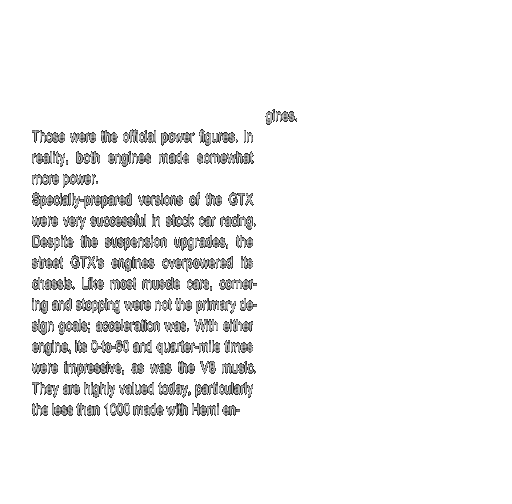 Those were the official power figures. In
reality, both engines made somewhat
more power.
Specially-prepared versions of the GTX
were very successful in stock car racing.
Despite the suspension upgrades, the
street GTX's engines overpowered its
chassis. Like most muscle cars, corner-
ing and stopping were not the primary de-
sign goals; acceleration was. With either
engine, its 0-to-60 and quarter-mile times
were impressive, as was the V8 music.
They are highly valued today, particularly
the less than 1000 made with Hemi en-
gines.